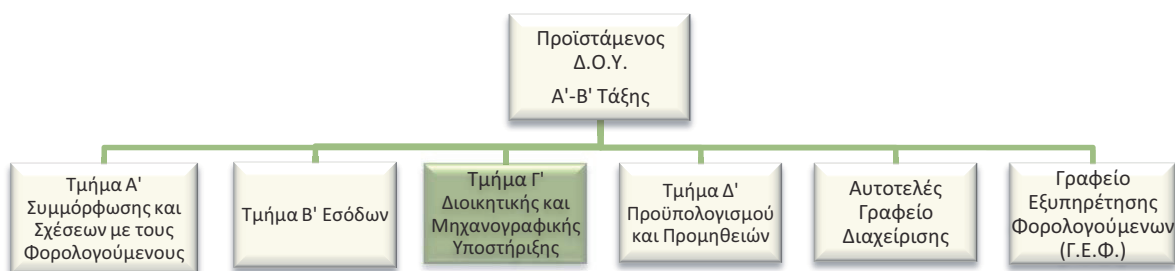 Προϊστάμενος
Δ.Ο.Υ.
Α'-Β' Τάξης
Τμήμα Α'
Συμμόρφωσης και
Σχέσεων με τους
Φορολογούμενους
Τμήμα Β' Εσόδων
Τμήμα Γ'
Διοικητικής και
Μηχανογραφικής
Υποστήριξης
Τμήμα Δ'
Προϋπολογισμού
και Προμηθειών
Αυτοτελές
Γραφείο
Διαχείρισης
Γραφείο
Εξυπηρέτησης
Φορολογούμενων
(Γ.Ε.Φ.)